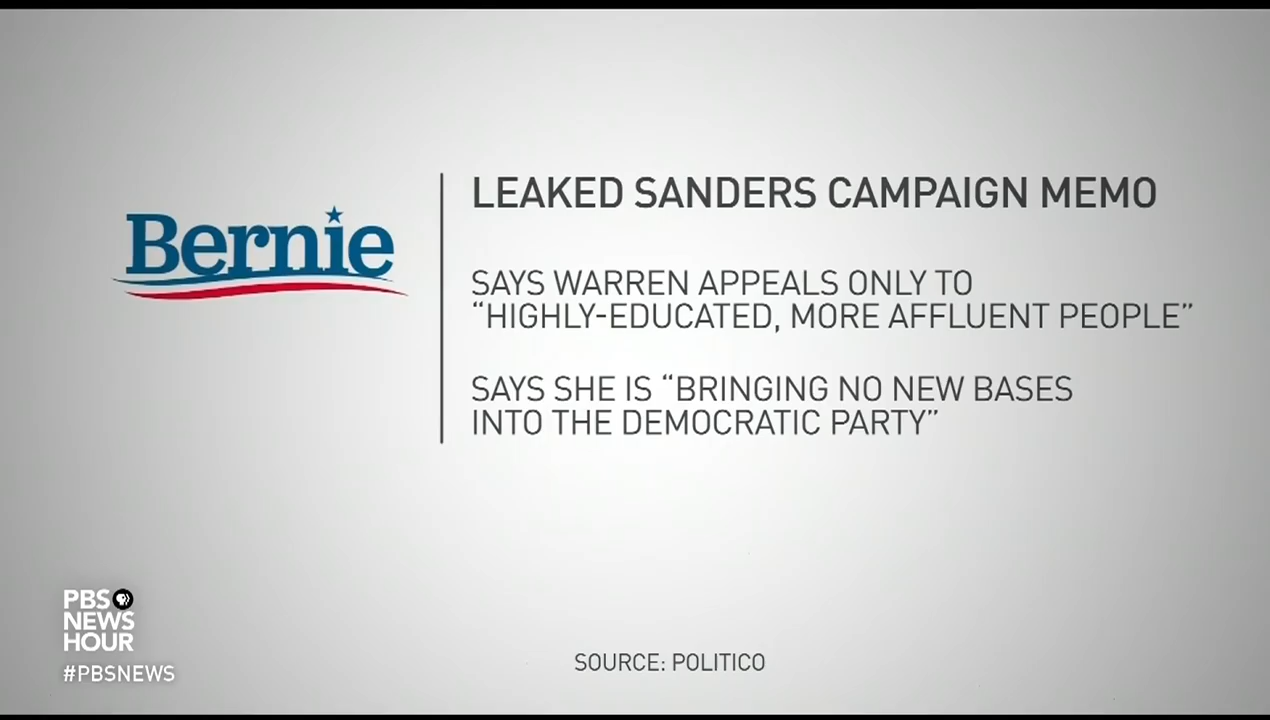 Bernie
LEAKED SANDERS CAMPAIGN MEMO
SAYS WARREN APPEALS ONLY TO
“HIGHLY-EDUCATED, MORE AFFLUENT PEOPLE”
SAYS SHE IS “BRINGING NO NEW BASES
INTO THE DEMOCRATIC PARTY”
PBS
NEWS
HOUR
#PBSNEWS
SOURCE: POLITICO